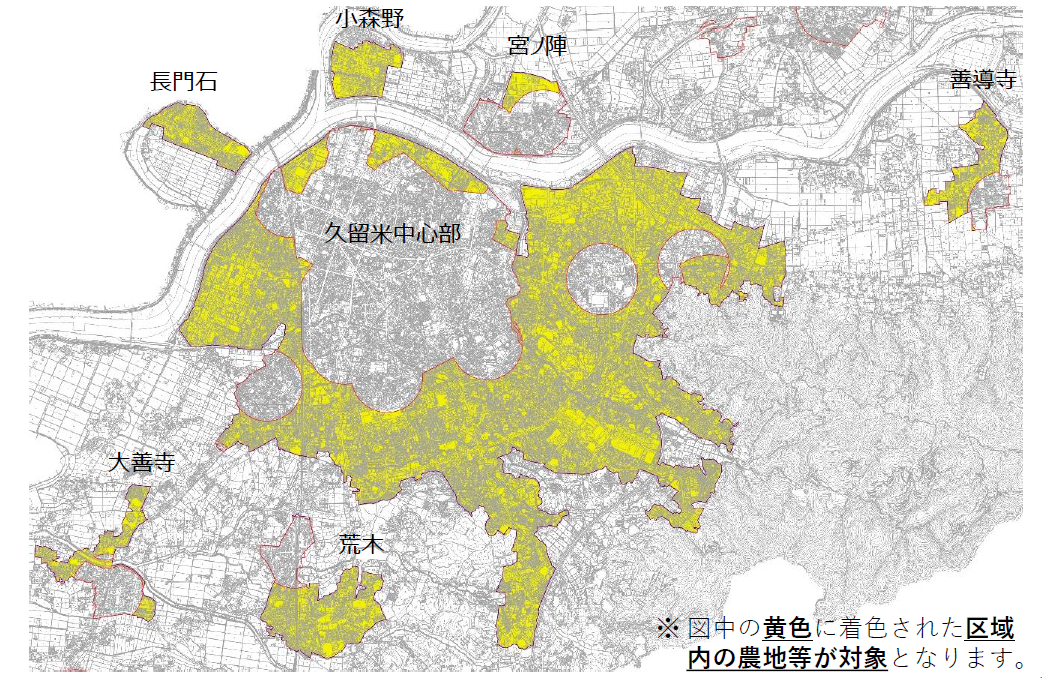 小森野
宮ノ陣
長門石
善導寺
久留米中心部
大善寺
荒木
※ 図中の黄色に着色された区域
内の農地等が対象となります。